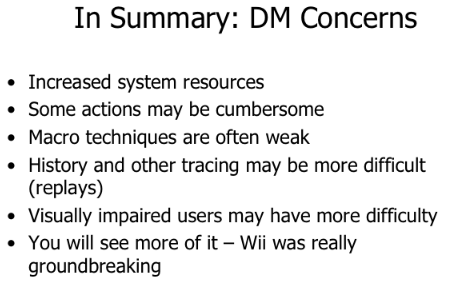 In Summary: DM Concerns
• Increased system resources
• Some actions may be cumbersome
• Macro techniques are often weak
• History and other tracing may be more difficult
(replays)
• Visually impaired users may have more difficulty
• You will see more of it – Wii was really
groundbreaking